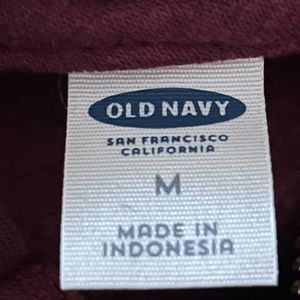 OLD NAVY
SAN FRANCISCO
CALIFORNIA
M
MADE IN
INDONESIA